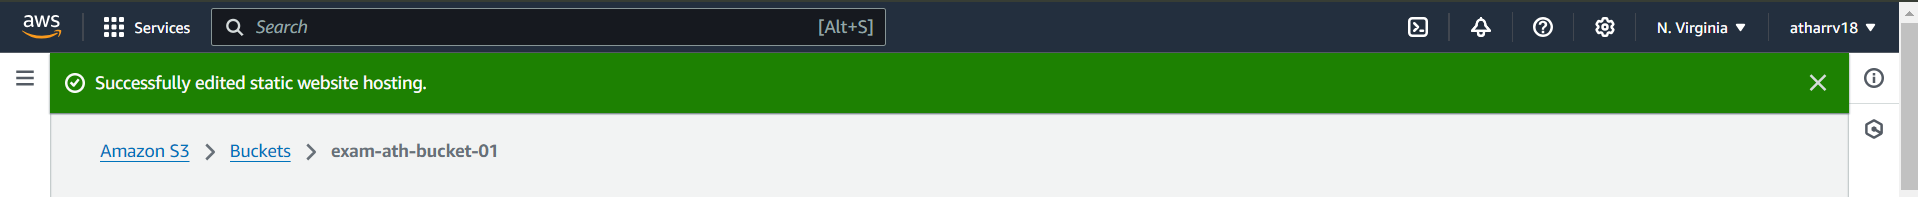 aws Services Search [Alt+S] N. Virginia atharrv18
Successfully edited static website hosting.
Amazon S3 Buckets exam-ath-bucket-01